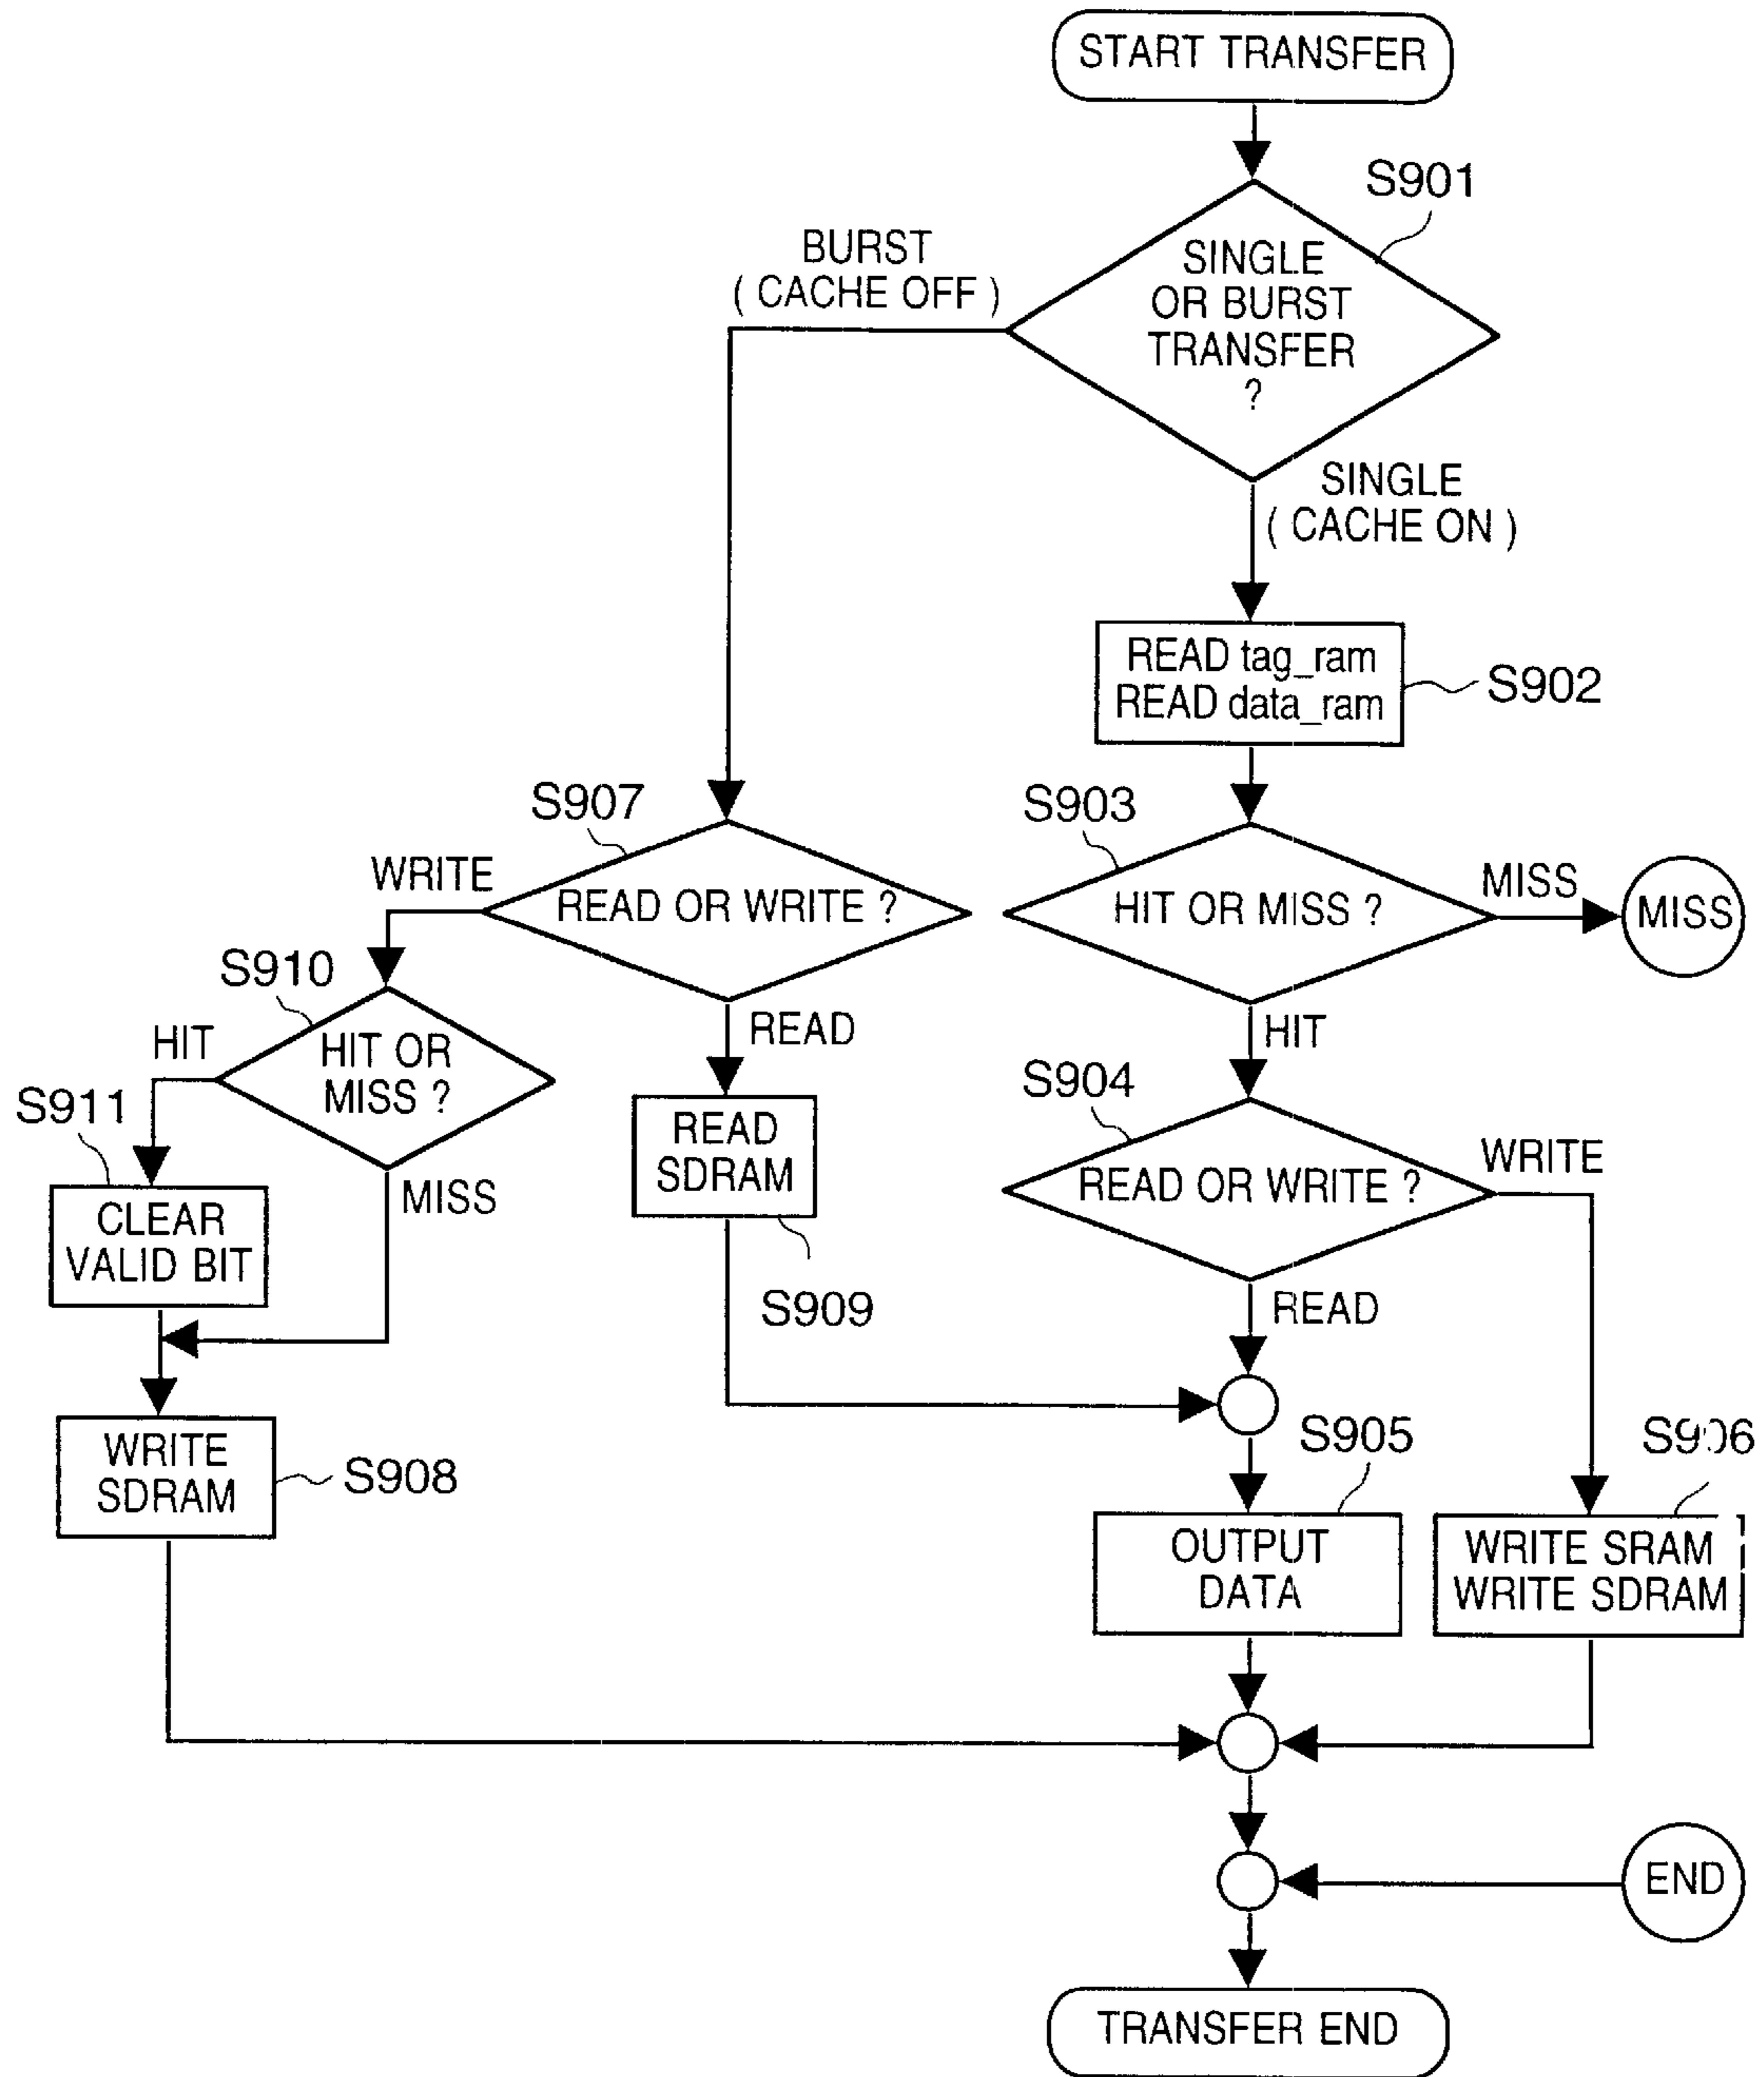 START TRANSFER
S901
BURST
( CACHE OFF )
SINGLE
OR BURST
TRANSFER
?
SINGLE
( CACHE ON )
READ tag_ram
READ data_ram
S902
S907
S903
WRITE
READ OR WRITE ?
HIT OR MISS ?
MISS
MISS
S910
HIT
HIT OR
MISS ?
READ
HIT
S911
S904
CLEAR
VALID BIT
MISS
READ
SDRAM
READ OR WRITE ?
WRITE
S909
READ
WRITE
SDRAM
S908
S905
OUTPUT
DATA
WRITE SRAM
WRITE SDRAM
END
TRANSFER END